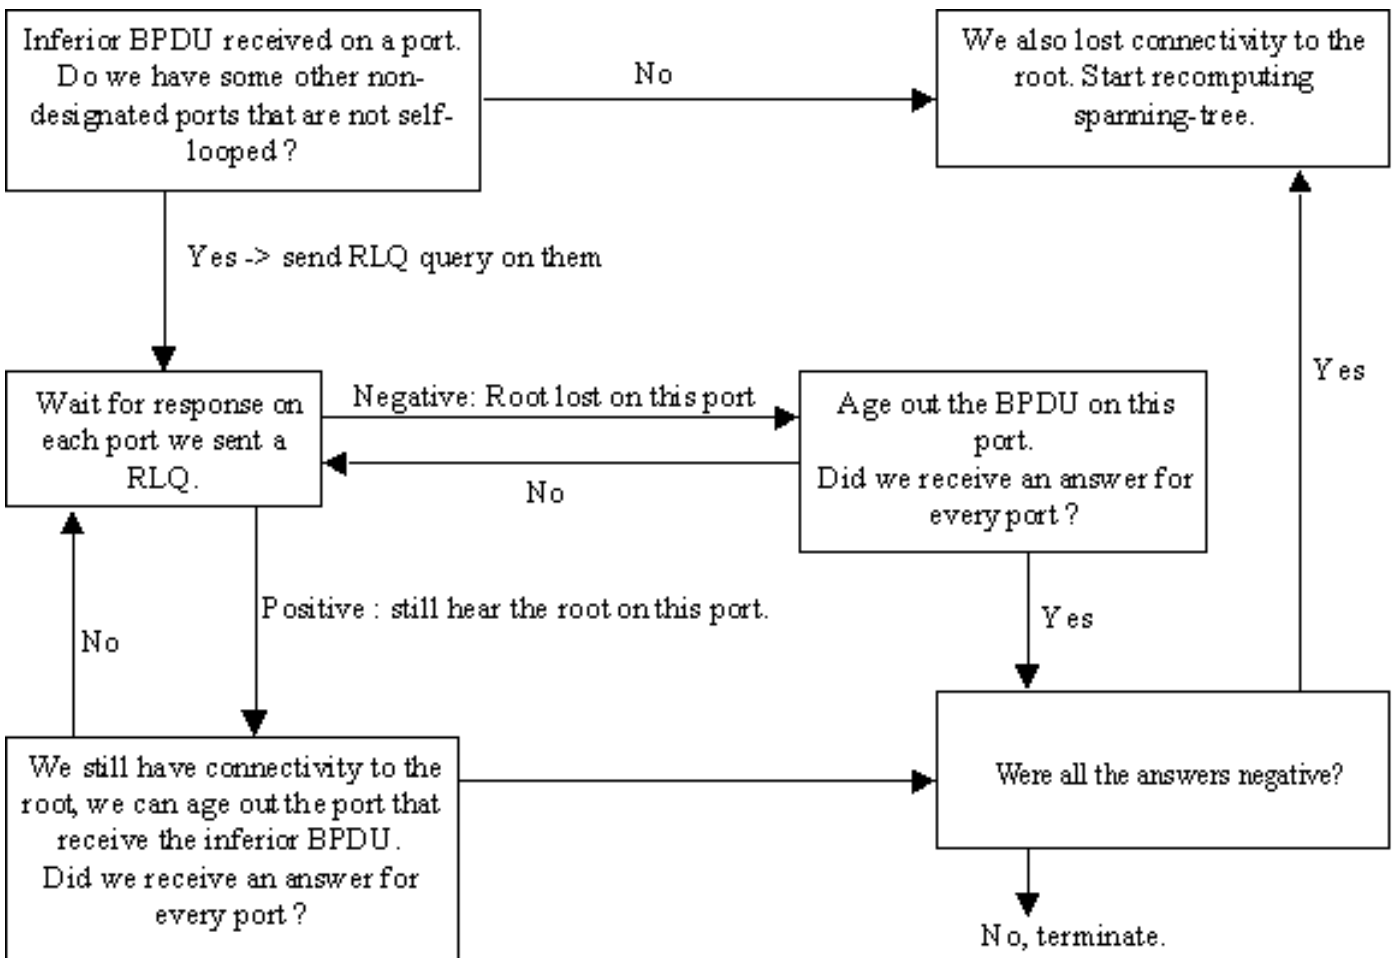 Inferior BPDU received on a port.
Do we have some other non-
designated ports that are not self-
looped ?
No
We also lost connectivity to the
root. Start recomputing
spanning-tree.
Yes -> send RLQ query on them
Yes
Wait for response on
each port we sent a
RLQ.
Negative: Root lost on this port
No
Age out the BPDU on this
port.
Did we receive an answer for
every port ?
No
Positive : still hear the root on this port.
Yes
We still have connectivity to the
root, we can age out the port that
receive the inferior BPDU.
Did we receive an answer for
every port ?
Were all the answers negative?
No, terminate.